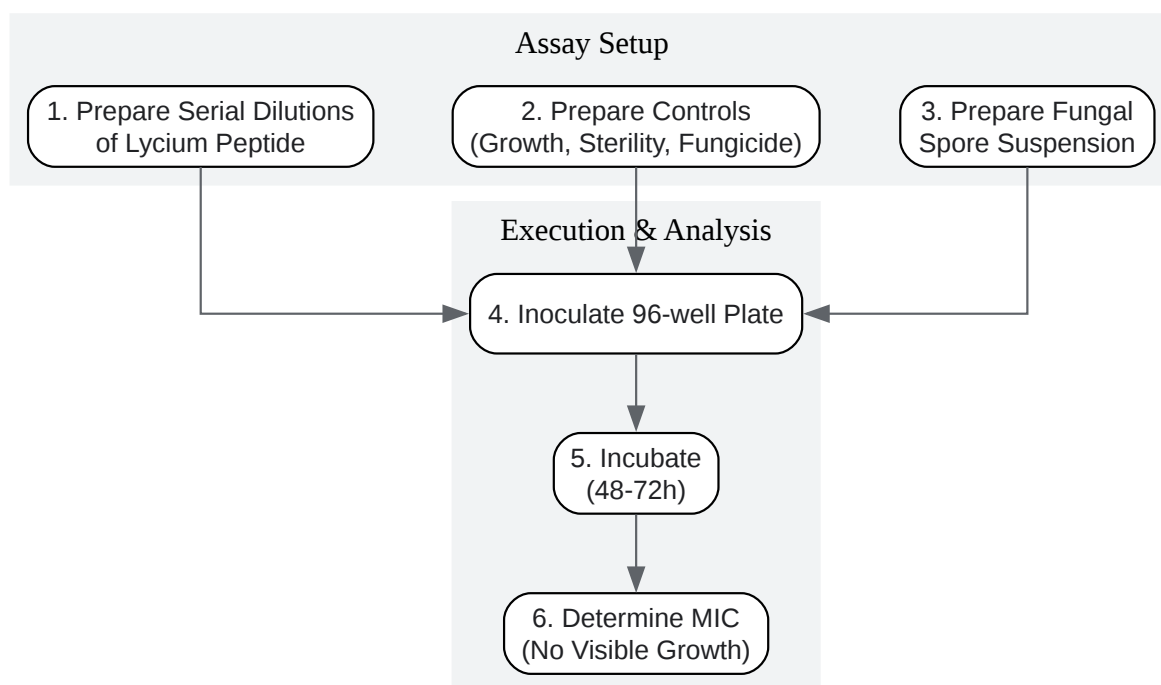 Assay Setup
1. Prepare Serial Dilutions
of Lycium Peptide
2. Prepare Controls
(Growth, Sterility, Fungicide)
3. Prepare Fungal
Spore Suspension
Execution & Analysis
4. Inoculate 96-well Plate
5. Incubate
(48-72h)
6. Determine MIC
(No Visible Growth)